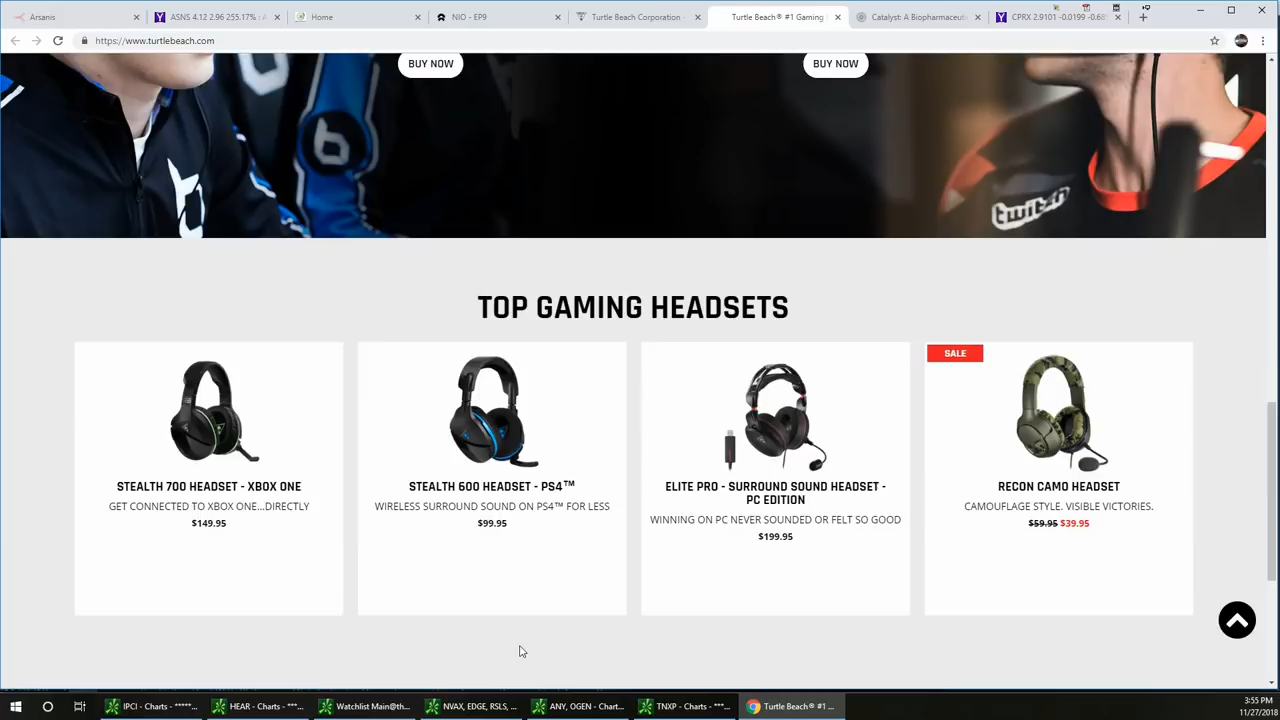 Arsanis
ASNS 4.12 2.96 255.17% : A
Home
NIO - EP9
Turtle Beach Corporation -
Turtle Beach® #1 Gaming
Catalyst: A Biopharmaceut
CPRX 2.9101 -0.0199 -0.68
https://www.turtlebeach.com
BUY NOW
BUY NOW
twitch
TOP GAMING HEADSETS
SALE
STEALTH 700 HEADSET - XBOX ONE
GET CONNECTED TO XBOX ONE...DIRECTLY
$149.95
STEALTH 600 HEADSET - PS4™
WIRELESS SURROUND SOUND ON PS4™ FOR LESS
$99.95
ELITE PRO - SURROUND SOUND HEADSET -
PC EDITION
WINNING ON PC NEVER SOUNDED OR FELT SO GOOD
$199.95
RECON CAMO HEADSET
CAMOUFLAGE STYLE. VISIBLE VICTORIES.
$59.95 $39.95
IPCI - Charts - *****...
HEAR - Charts - ***...
Watchlist Main@th...
NVAX, EDGE, RSLS, ...
ANY, OGEN - Chart...
TNXP - Charts - ***...
Turtle Beach® #1 ...
3:55 PM
11/27/2018